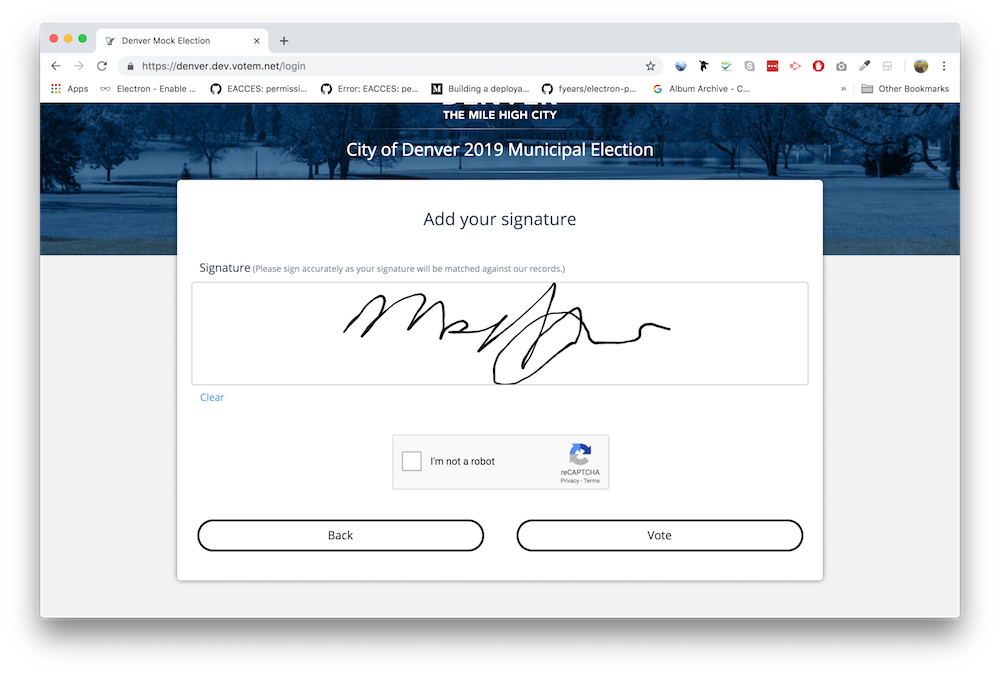 Denver Mock Election
https://denver.dev.votem.net/login
Apps
Electron - Enable ...
EACCES: permissi...
Error: EACCES: pe...
M
Building a deploya...
fyears/electron-p...
G
Album Archive - C...
»
Other Bookmarks
DENVER
THE MILE HIGH CITY
City of Denver 2019 Municipal Election
Add your signature
Signature (Please sign accurately as your signature will be matched against our records.)
Clear
I'm not a robot
reCAPTCHA
Privacy - Terms
Back
Vote